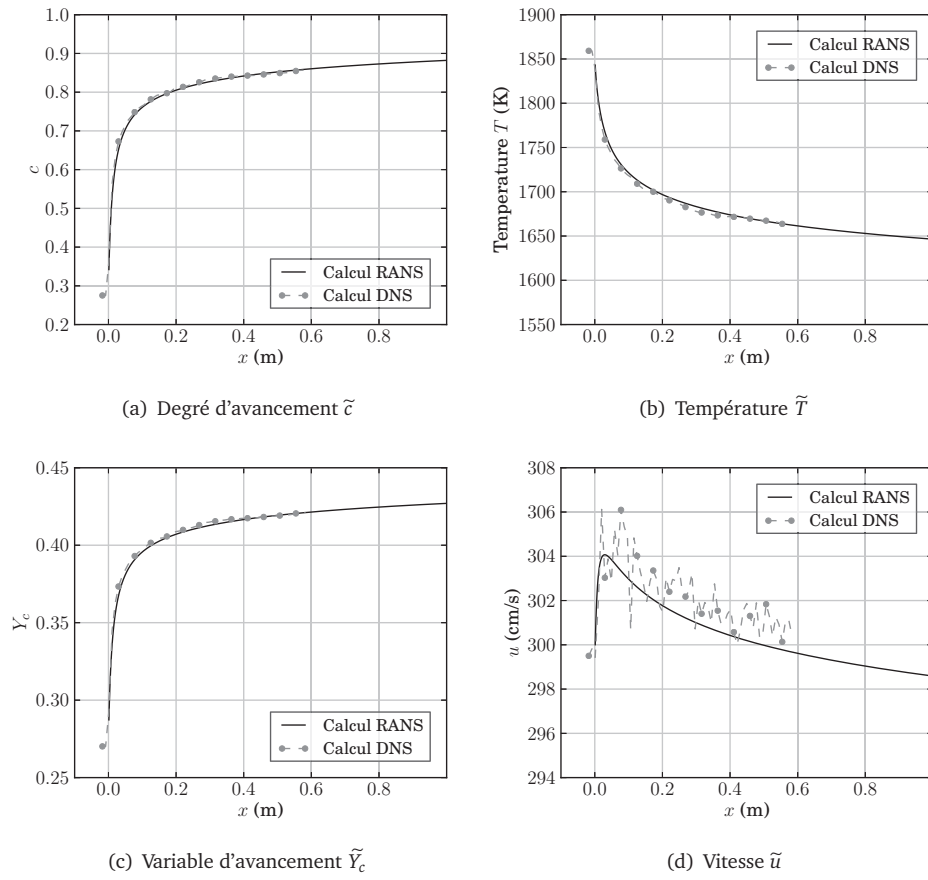 1.0
0.9
0.8
0.7
0.6
0.5
0.4
0.3
0.2
c
0.0 0.2 0.4 0.6 0.8
x (m)
Calcul RANS
Calcul DNS
(a) Degré d'avancement c̃
1900
1850
1800
1750
1700
1650
1600
1550
Temperature T (K)
0.0 0.2 0.4 0.6 0.8
x (m)
Calcul RANS
Calcul DNS
(b) Température T̃
0.45
0.40
0.35
0.30
0.25
Y_c
0.0 0.2 0.4 0.6 0.8
x (m)
Calcul RANS
Calcul DNS
(c) Variable d'avancement Ỹ_c
308
306
304
302
300
298
296
294
u (cm/s)
0.0 0.2 0.4 0.6 0.8
x (m)
Calcul RANS
Calcul DNS
(d) Vitesse ũ